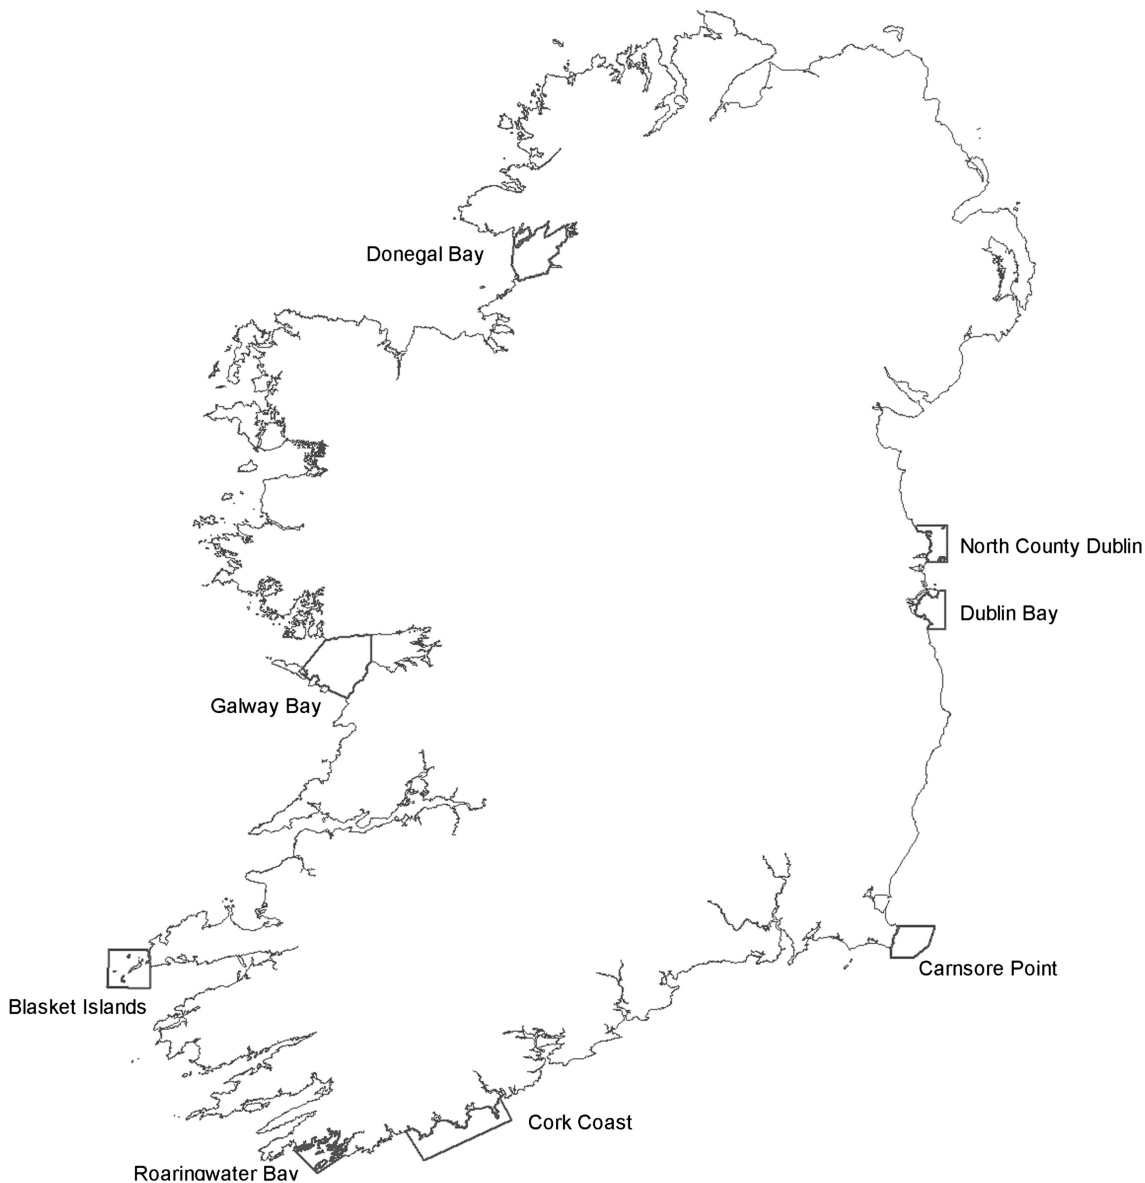 Donegal Bay
North County Dublin
Dublin Bay
Galway Bay
Carnsore Point
Blasket Islands
Cork Coast
Roaringwater Bay